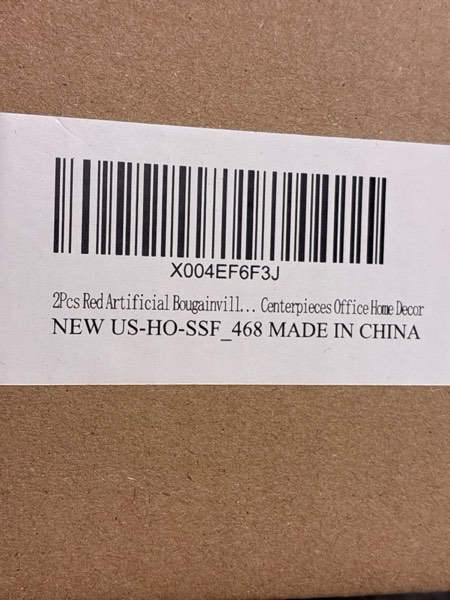 X004EF6F3J
2Pcs Red Artificial Bougainvill... Centerpieces Office Home Decor
NEW US-HO-SSF_468 MADE IN CHINA